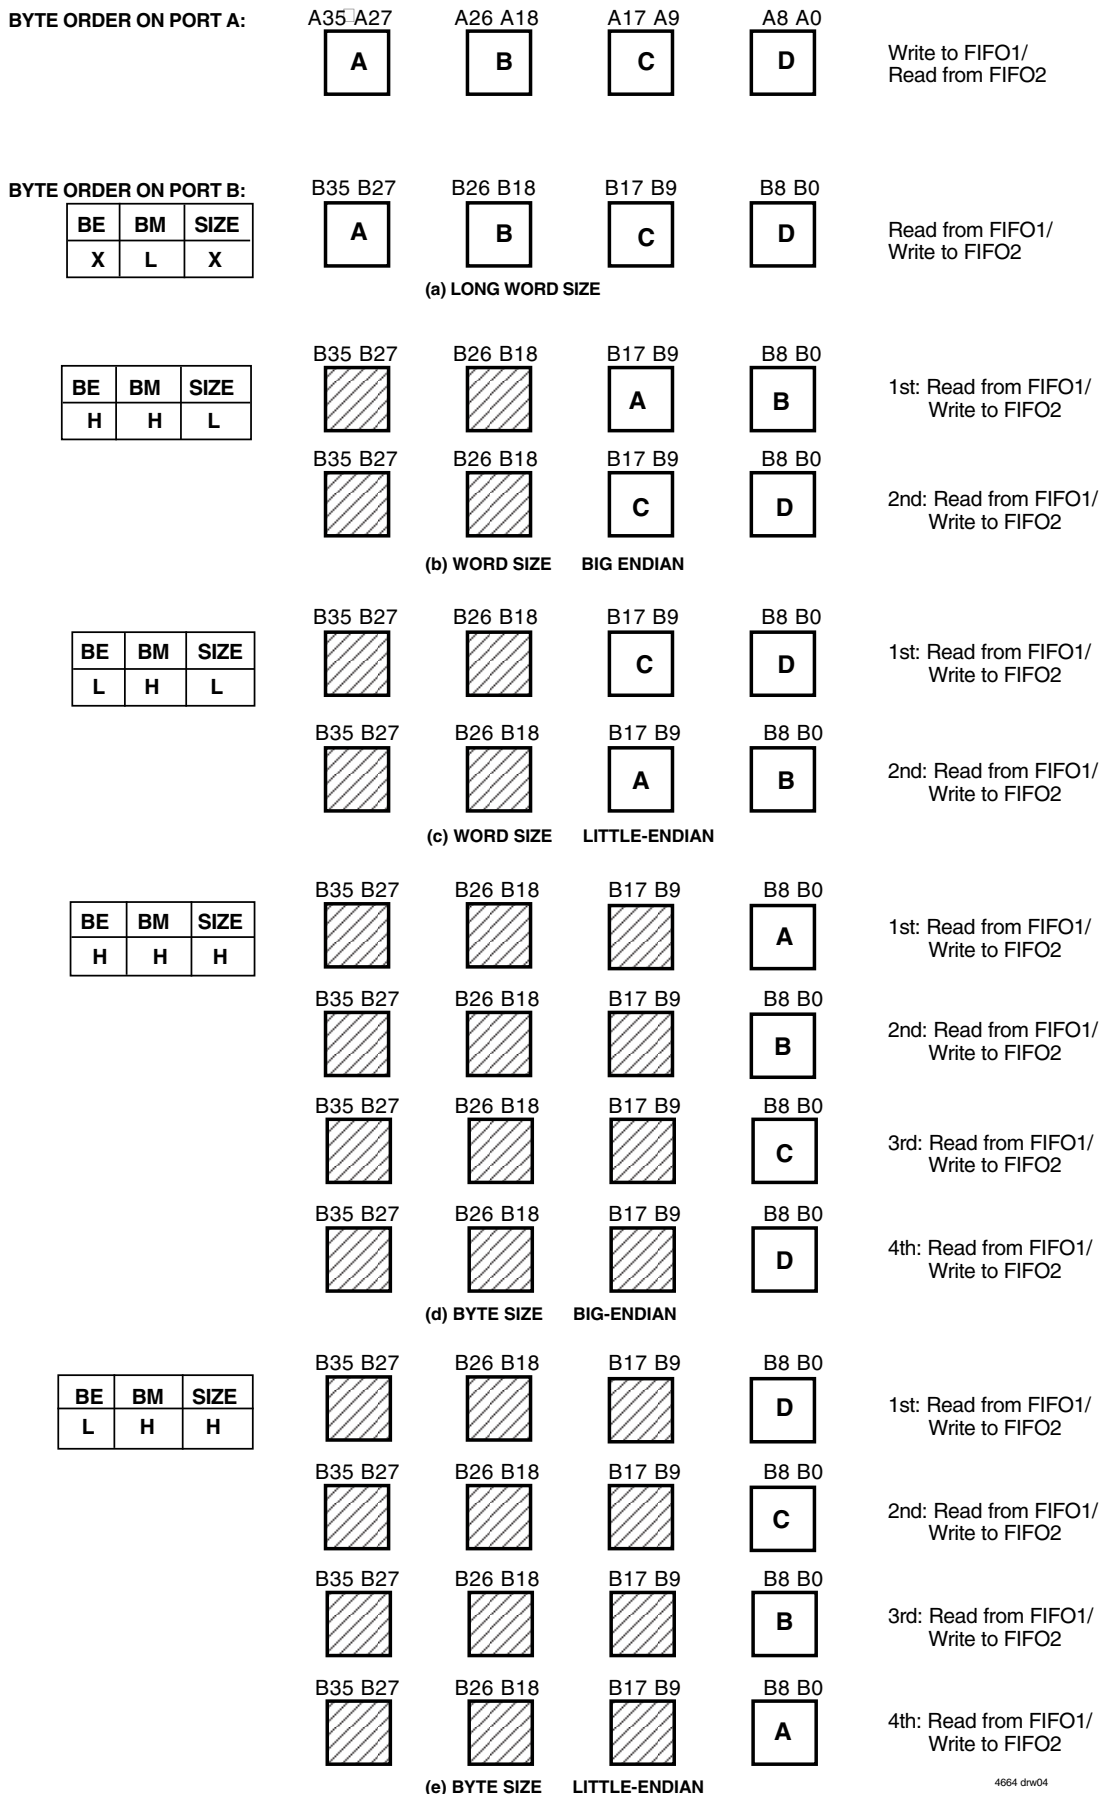 BYTE ORDER ON PORT A:
A35 A27 A26 A18 A17 A9 A8 A0
A B C D
Write to FIFO1/
Read from FIFO2
BYTE ORDER ON PORT B:
B35 B27 B26 B18 B17 B9 B8 B0
BE BM SIZE
X L X
A B C D
Read from FIFO1/
Write to FIFO2
(a) LONG WORD SIZE
B35 B27 B26 B18 B17 B9 B8 B0
BE BM SIZE
H H L
A B
1st: Read from FIFO1/
Write to FIFO2
B35 B27 B26 B18 B17 B9 B8 B0
C D
2nd: Read from FIFO1/
Write to FIFO2
(b) WORD SIZE BIG ENDIAN
B35 B27 B26 B18 B17 B9 B8 B0
BE BM SIZE
L H L
C D
1st: Read from FIFO1/
Write to FIFO2
B35 B27 B26 B18 B17 B9 B8 B0
A B
2nd: Read from FIFO1/
Write to FIFO2
(c) WORD SIZE LITTLE-ENDIAN
B35 B27 B26 B18 B17 B9 B8 B0
BE BM SIZE
H H H
A
1st: Read from FIFO1/
Write to FIFO2
B35 B27 B26 B18 B17 B9 B8 B0
B
2nd: Read from FIFO1/
Write to FIFO2
B35 B27 B26 B18 B17 B9 B8 B0
C
3rd: Read from FIFO1/
Write to FIFO2
B35 B27 B26 B18 B17 B9 B8 B0
D
4th: Read from FIFO1/
Write to FIFO2
(d) BYTE SIZE BIG-ENDIAN
B35 B27 B26 B18 B17 B9 B8 B0
BE BM SIZE
L H H
D
1st: Read from FIFO1/
Write to FIFO2
B35 B27 B26 B18 B17 B9 B8 B0
C
2nd: Read from FIFO1/
Write to FIFO2
B35 B27 B26 B18 B17 B9 B8 B0
B
3rd: Read from FIFO1/
Write to FIFO2
B35 B27 B26 B18 B17 B9 B8 B0
A
4th: Read from FIFO1/
Write to FIFO2
(e) BYTE SIZE LITTLE-ENDIAN
4664 drw04